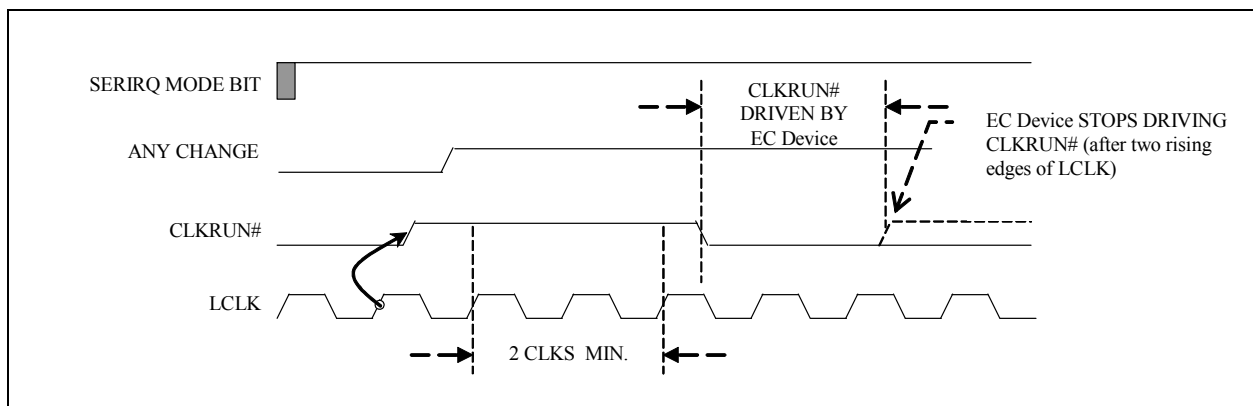 SERIRQ MODE BIT
CLKRUN#
DRIVEN BY
EC Device
EC Device STOPS DRIVING
CLKRUN# (after two rising
edges of LCLK)
ANY CHANGE
CLKRUN#
LCLK
2 CLKS MIN.